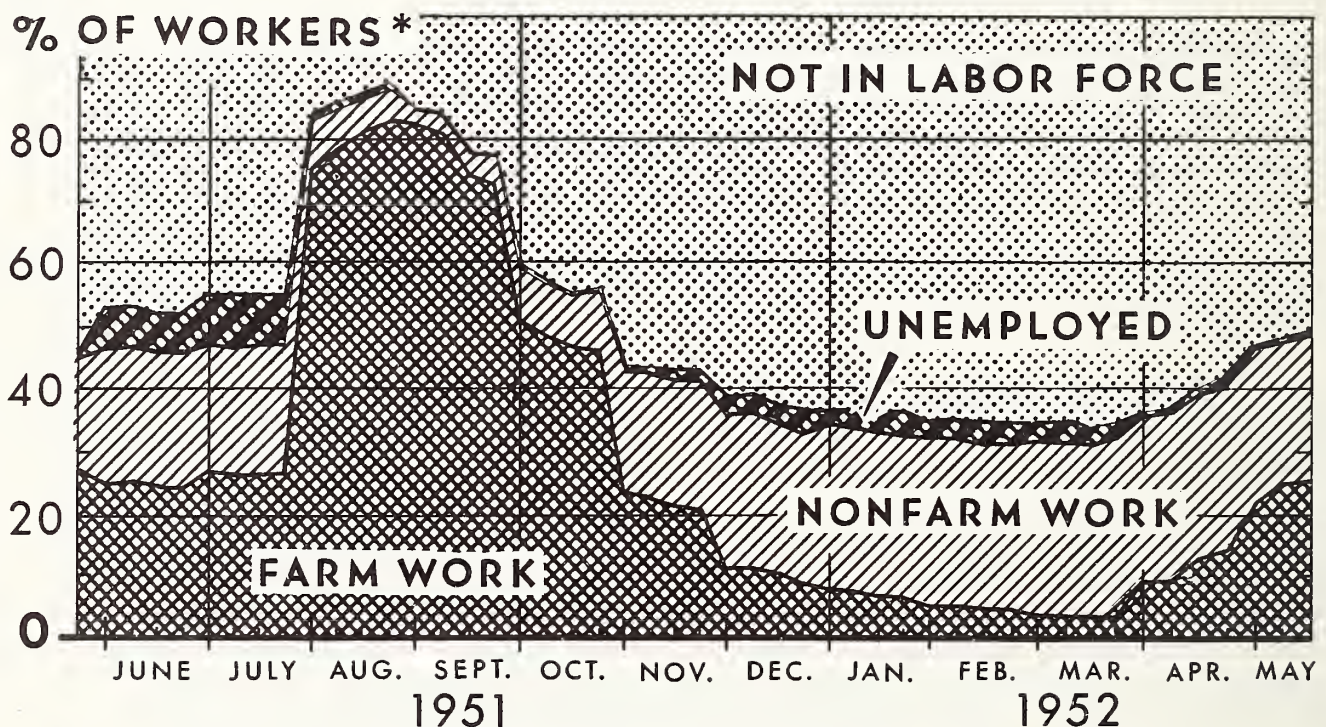 % OF WORKERS*
NOT IN LABOR FORCE
80
60
UNEMPLOYED
40
20
NONFARM WORK
FARM WORK
0
JUNE JULY AUG. SEPT. OCT. NOV. DEC. JAN. FEB. MAR. APR. MAY
1951 1952